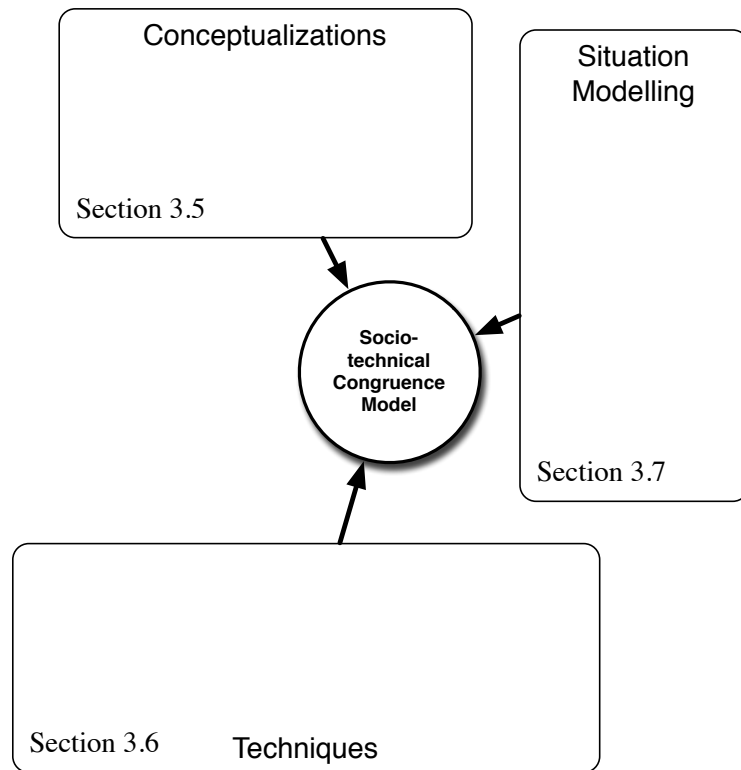 Conceptualizations
Section 3.5
Situation
Modelling
Section 3.7
Socio-
technical
Congruence
Model
Section 3.6
Techniques